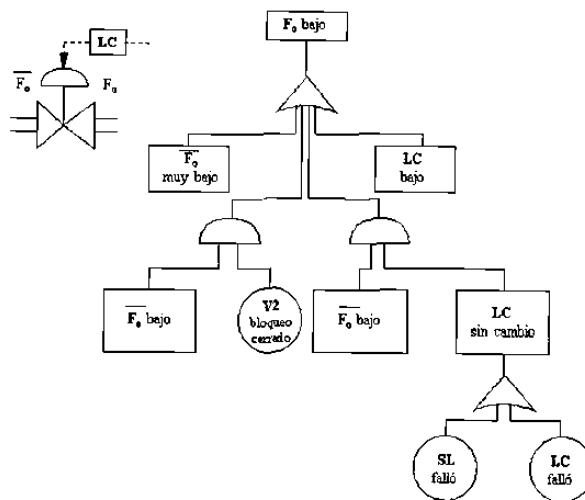 F₀ bajo
LC
F̅₀
F₀
F̅₀
muy bajo
LC
bajo
F̅₀ bajo
V2
bloqueo
cerrado
F̅₀ bajo
LC
sin cambio
SL
falló
LC
falló